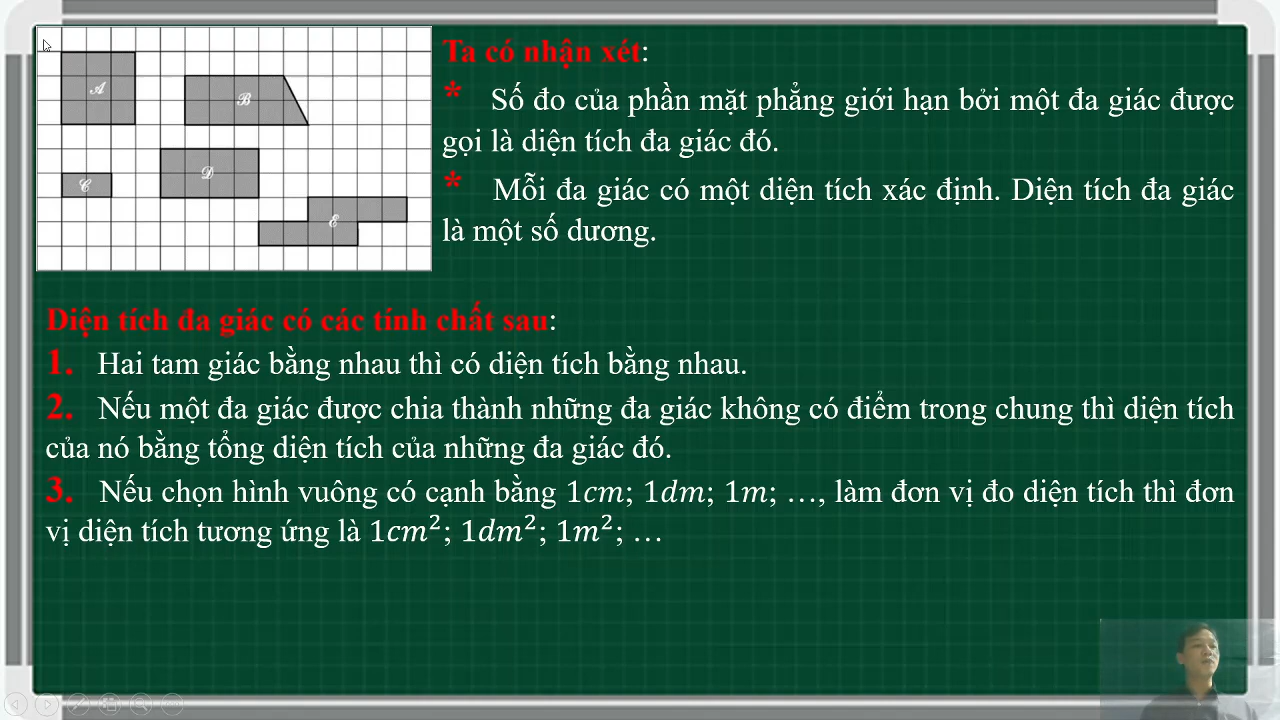 A
B
C
D
E
Ta có nhận xét:
* Số đo của phần mặt phẳng giới hạn bởi một đa giác được
gọi là diện tích đa giác đó.
* Mỗi đa giác có một diện tích xác định. Diện tích đa giác
là một số dương.
Diện tích đa giác có các tính chất sau:
1. Hai tam giác bằng nhau thì có diện tích bằng nhau.
2. Nếu một đa giác được chia thành những đa giác không có điểm trong chung thì diện tích
của nó bằng tổng diện tích của những đa giác đó.
3. Nếu chọn hình vuông có cạnh bằng 1cm; 1dm; 1m; …, làm đơn vị đo diện tích thì đơn
vị diện tích tương ứng là 1cm²; 1dm²; 1m²; …